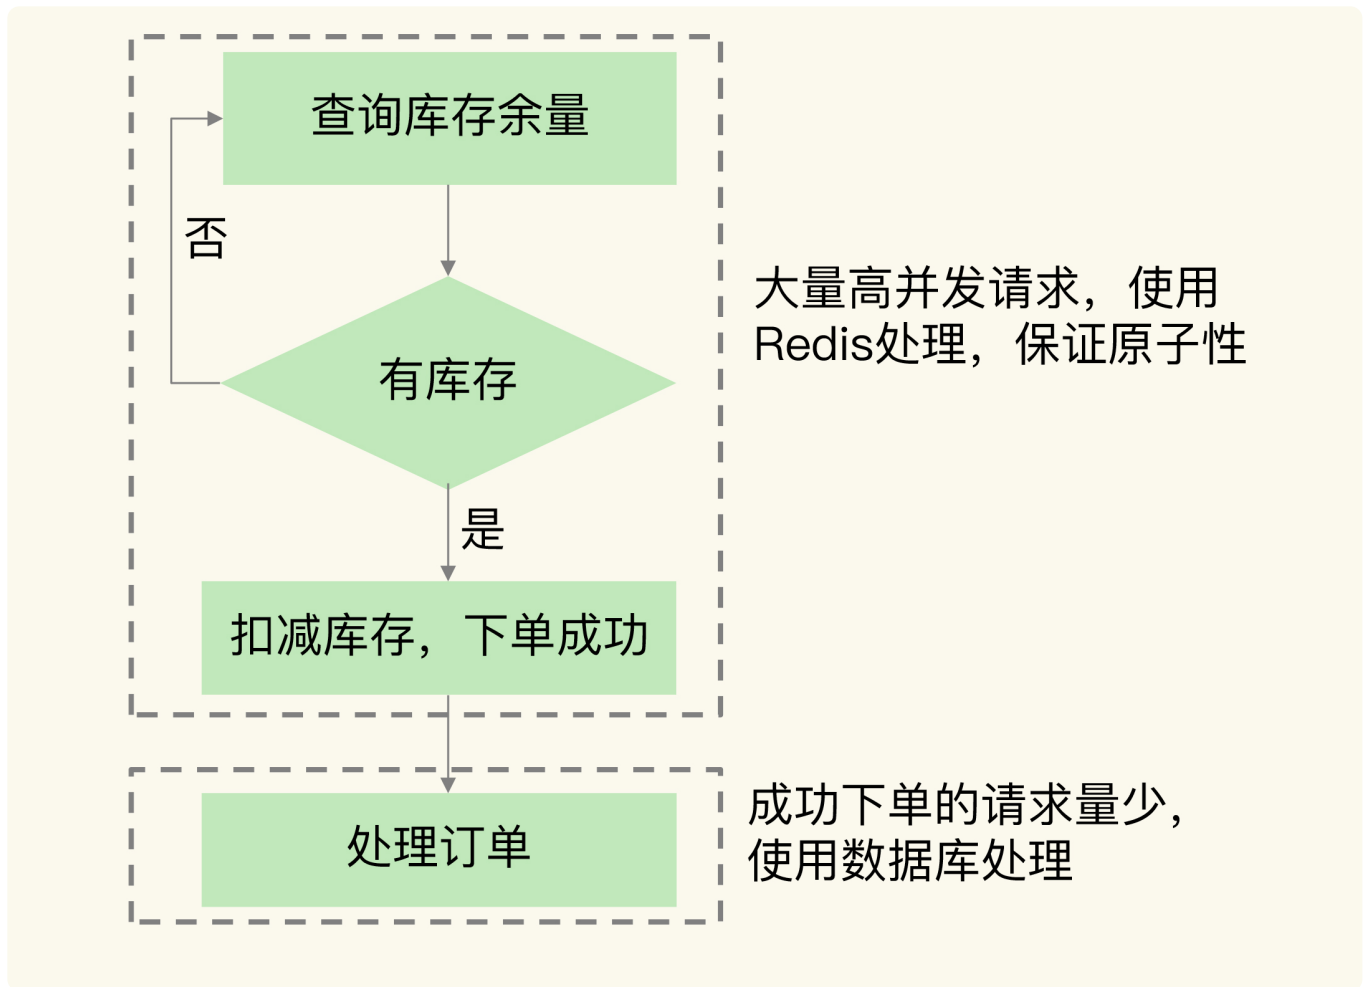 查询库存余量
否
有库存
大量高并发请求，使用
Redis处理，保证原子性
是
扣减库存，下单成功
处理订单
成功下单的请求量少，
使用数据库处理